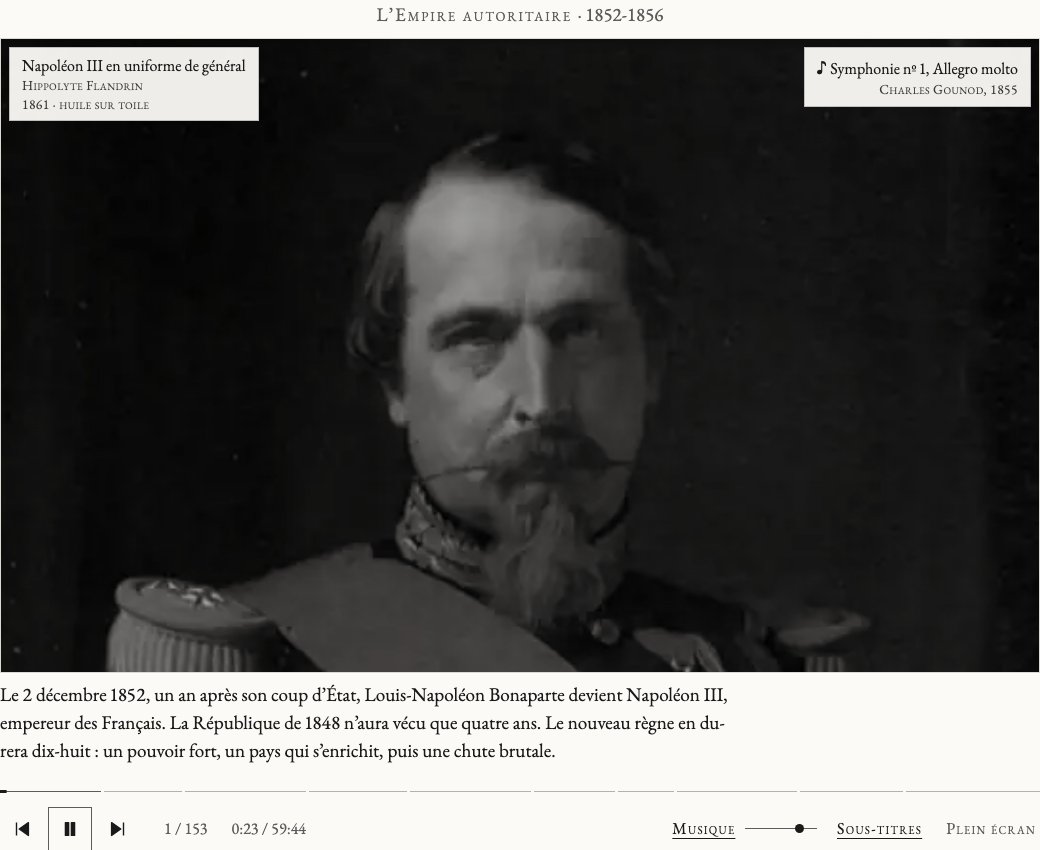 L’Empire autoritaire · 1852-1856
Napoléon III en uniforme de général
Hippolyte Flandrin
1861 · huile sur toile
♪ Symphonie nº 1, Allegro molto
Charles Gounod, 1855
Le 2 décembre 1852, un an après son coup d’État, Louis-Napoléon Bonaparte devient Napoléon III,
empereur des Français. La République de 1848 n’aura vécu que quatre ans. Le nouveau règne en du-
rera dix-huit : un pouvoir fort, un pays qui s’enrichit, puis une chute brutale.
1 / 153 0:23 / 59:44 Musique Sous-titres Plein écran